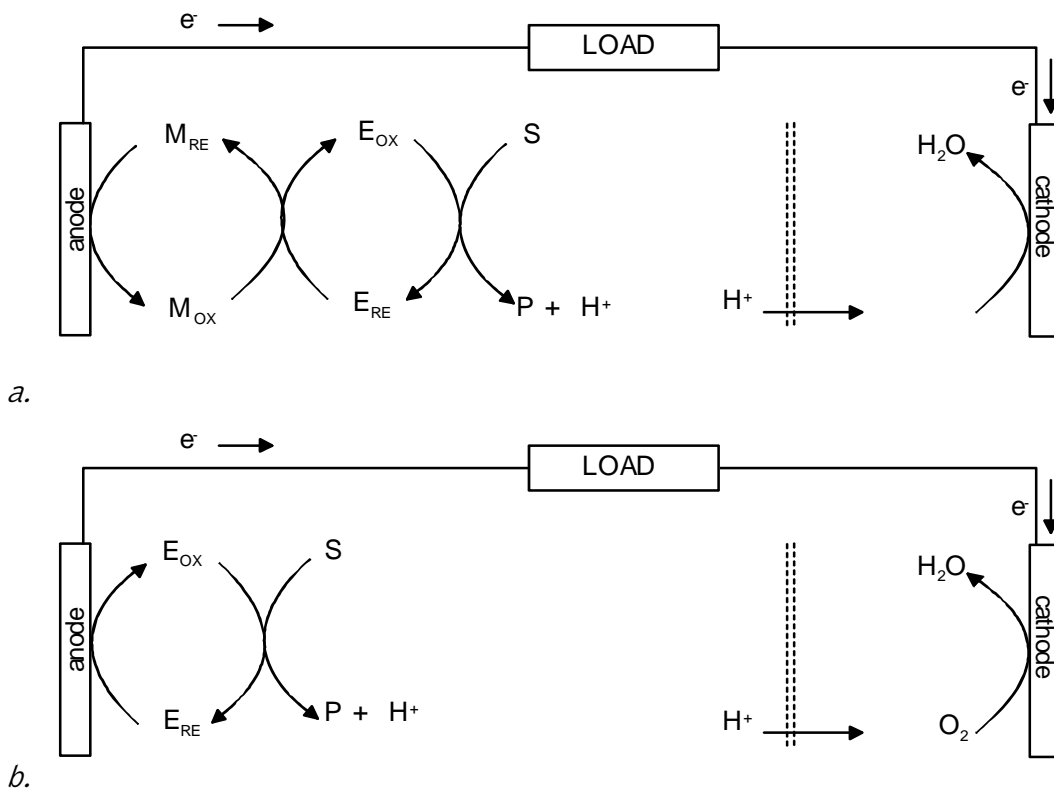 e- LOAD
e-
M_RE E_OX S H2O
anode cathode
M_OX E_RE P + H+ H+
a.
e- LOAD
e-
E_OX S H2O
anode cathode
E_RE P + H+ H+ O2
b.